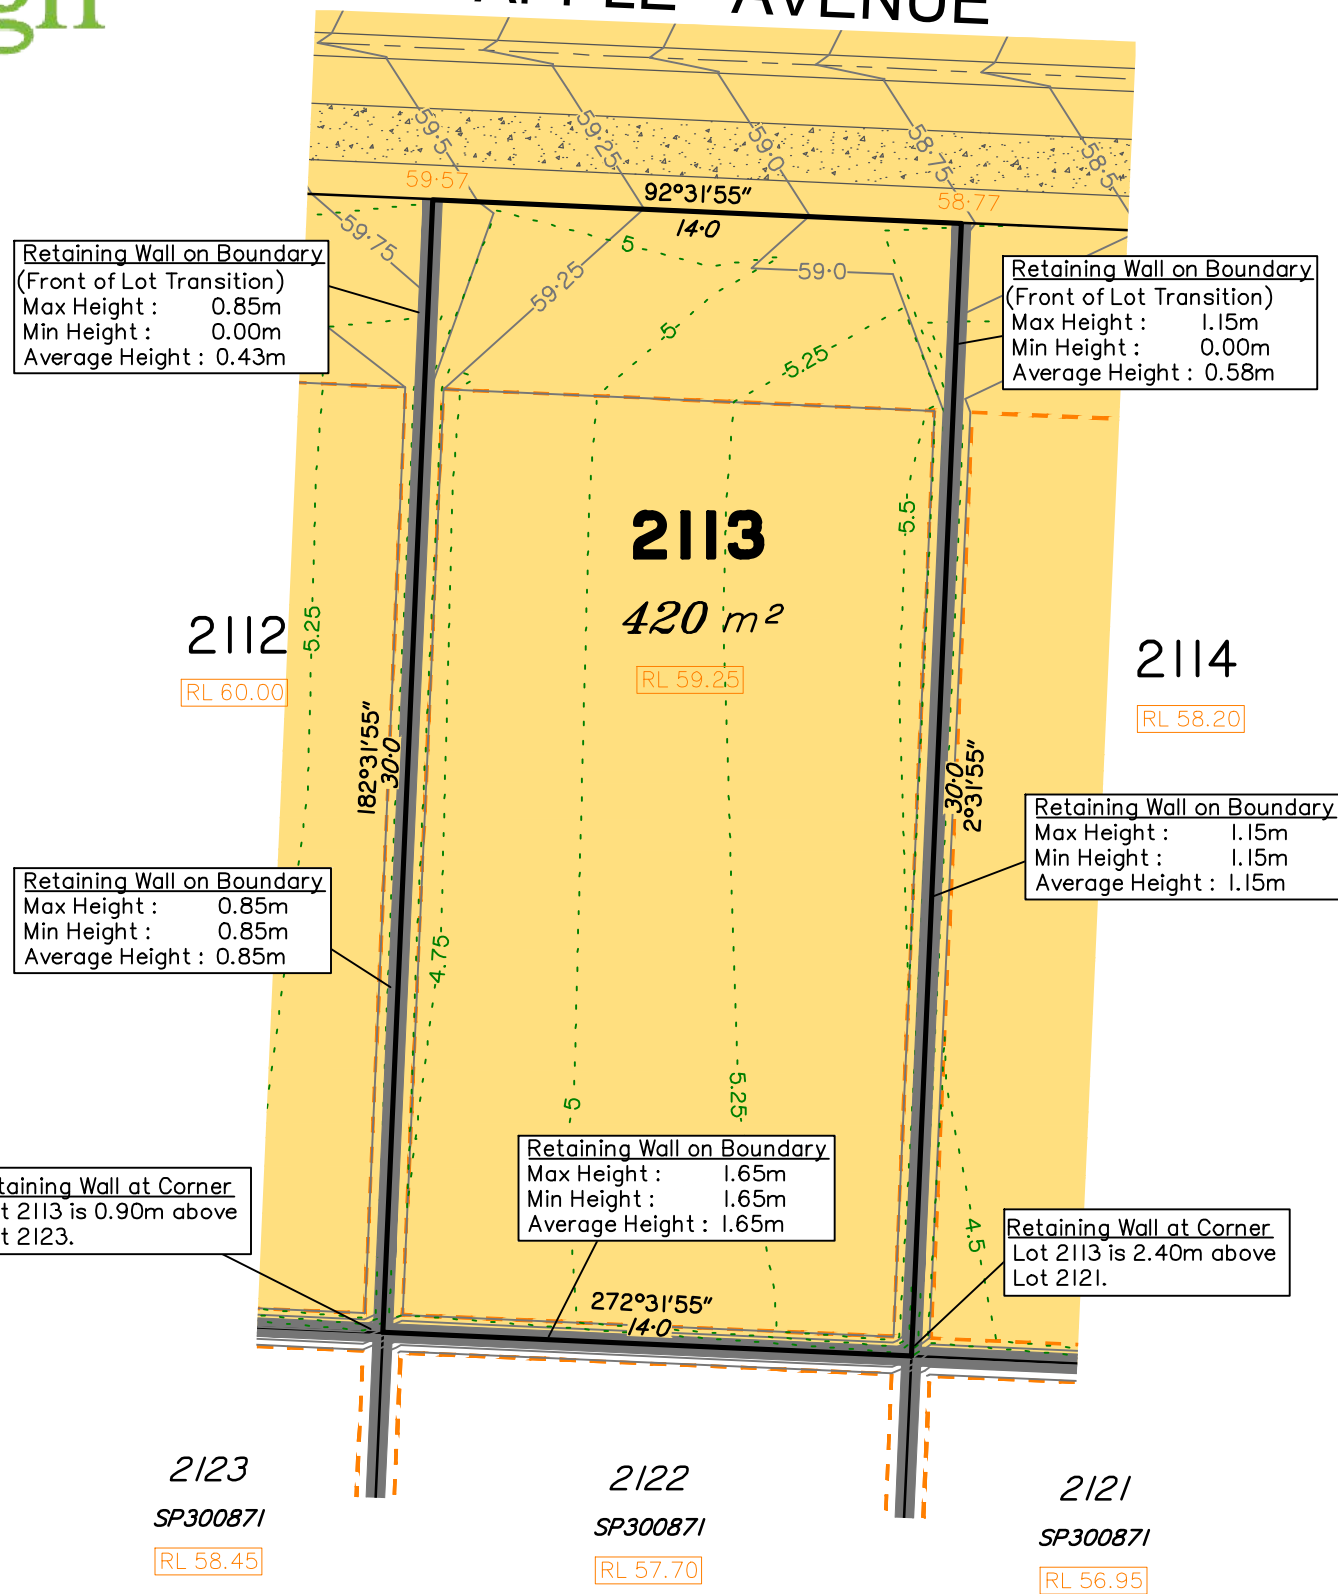 APPLE AVENUE
59·5
59·25
59·0
58·75
58·5
59·57
92°31'55"
58·77
14·0
59·75
5
59·25
59·0
5
5.25
Retaining Wall on Boundary
(Front of Lot Transition)
Max Height : 0.85m
Min Height : 0.00m
Average Height : 0.43m
Retaining Wall on Boundary
(Front of Lot Transition)
Max Height : 1.15m
Min Height : 0.00m
Average Height : 0.58m
5.5
2113
420 m²
RL 59.25
2112
RL 60.00
5.25
2114
RL 58.20
182°31'55"
30·0
30·0
2°31'55"
Retaining Wall on Boundary
Max Height : 1.15m
Min Height : 1.15m
Average Height : 1.15m
Retaining Wall on Boundary
Max Height : 0.85m
Min Height : 0.85m
Average Height : 0.85m
4.75
5
5.25
Retaining Wall on Boundary
Max Height : 1.65m
Min Height : 1.65m
Average Height : 1.65m
taining Wall at Corner
t 2113 is 0.90m above
t 2123.
4.5
Retaining Wall at Corner
Lot 2113 is 2.40m above
Lot 2121.
272°31'55"
14·0
2123
SP300871
RL 58.45
2122
SP300871
RL 57.70
2121
SP300871
RL 56.95